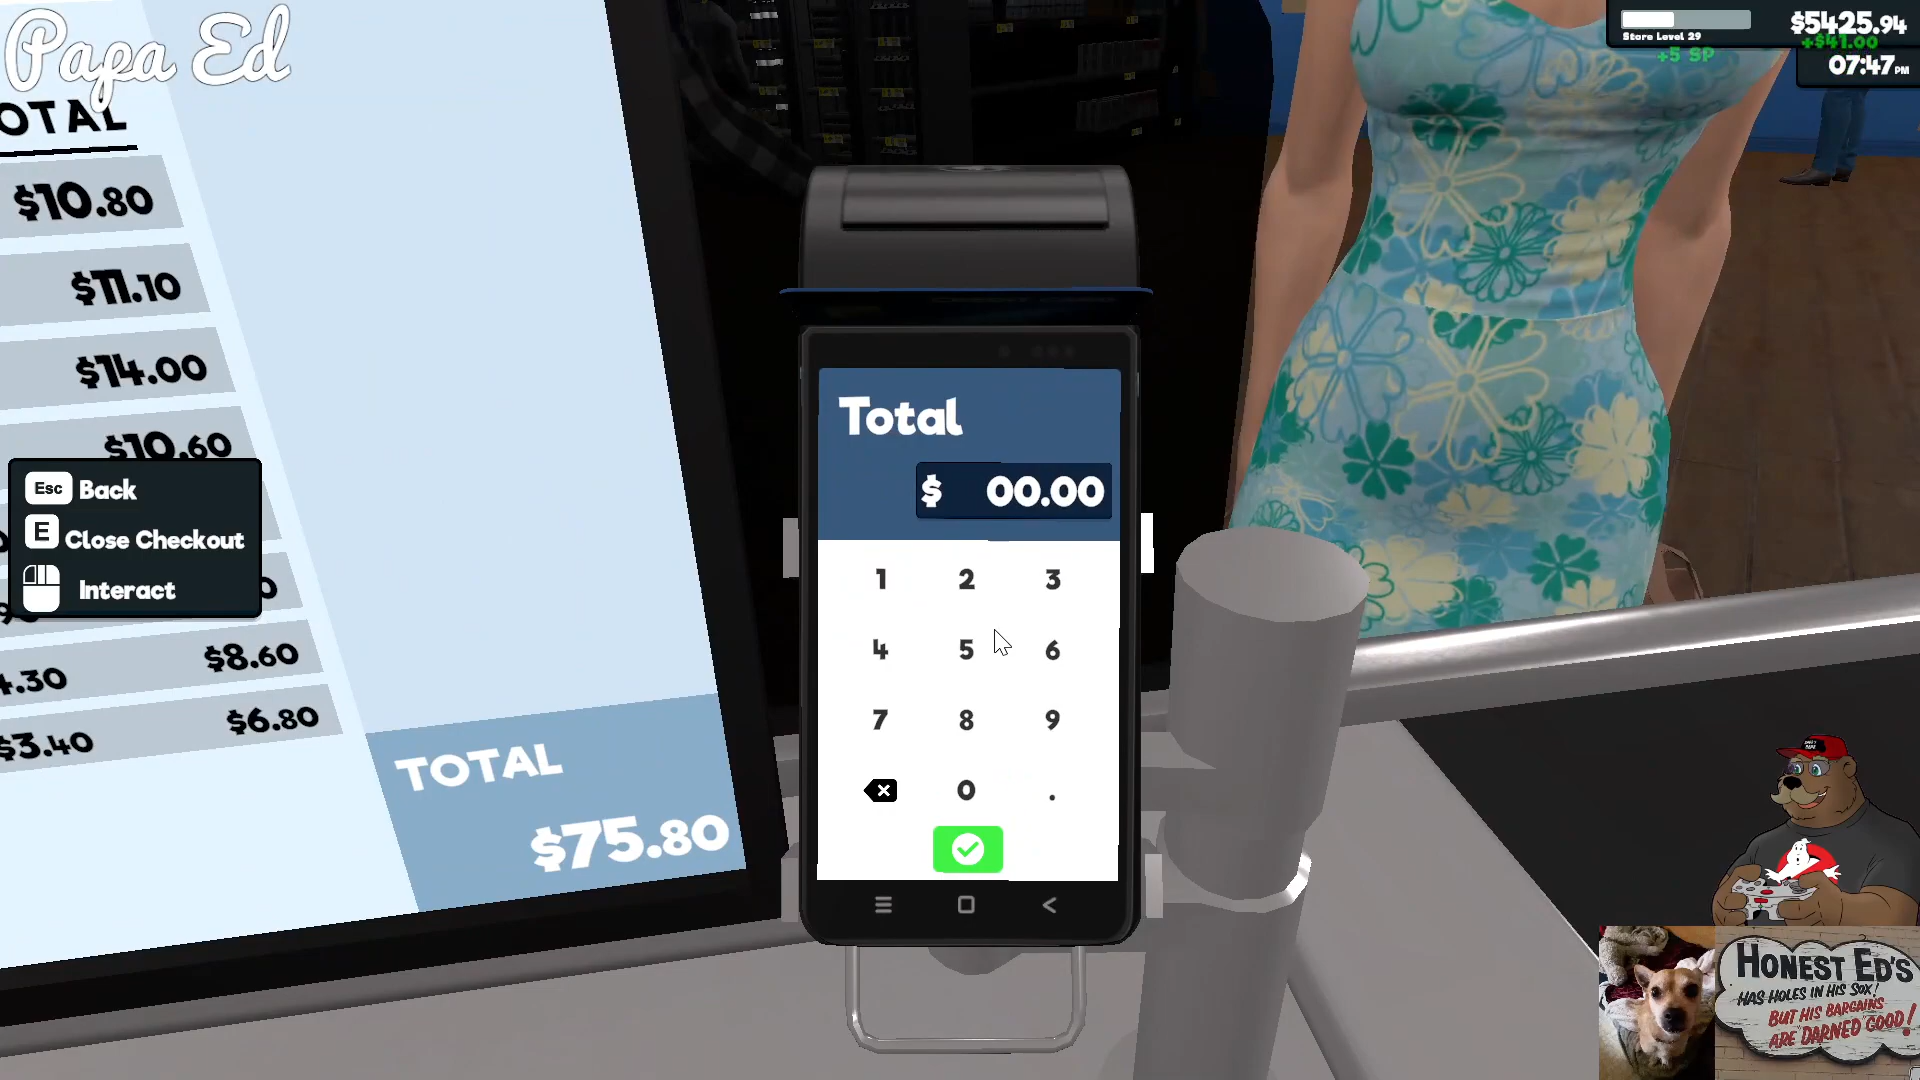 Papa Ed
OTAL
$10.80
$11.10
$14.00
$10.60
$8.60
4.30
$6.80
$3.40
TOTAL
$75.80
Esc Back
E Close Checkout
Interact
Total
$ 00.00
1 2 3
4 5 6
7 8 9
0 .
Store Level 29
+5 SP
$5425.94
+$41.00
07:47 PM
HONEST ED'S
HAS HOLES IN HIS SOX!
BUT HIS BARGAINS
ARE DARNED GOOD!